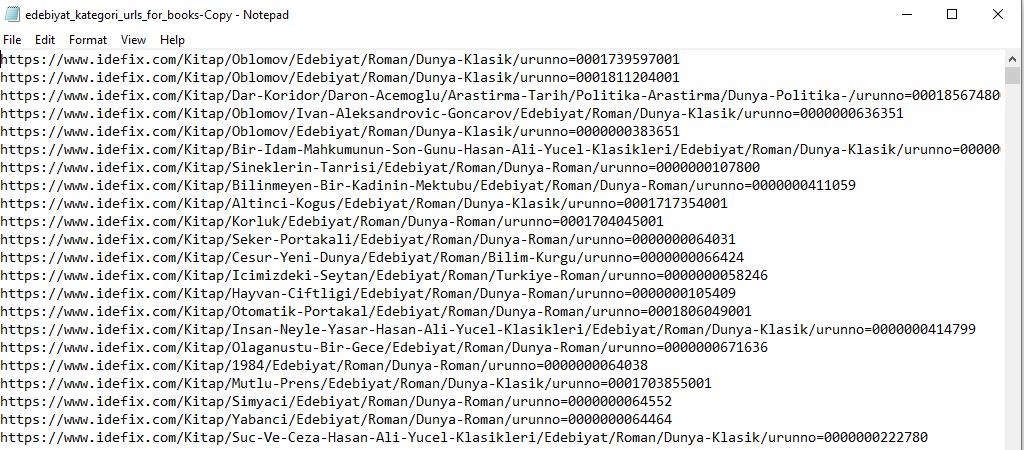 edebiyat_kategori_urls_for_books-Copy - Notepad
File Edit Format View Help
https://www.idefix.com/Kitap/Oblomov/Edebiyat/Roman/Dunya-Klasik/urunno=0001739597001
https://www.idefix.com/Kitap/Oblomov/Edebiyat/Roman/Dunya-Klasik/urunno=0001811204001
https://www.idefix.com/Kitap/Dar-Koridor/Daron-Acemoglu/Arastirma-Tarih/Politika-Arastirma/Dunya-Politika-/urunno=000185674800
https://www.idefix.com/Kitap/Oblomov/Ivan-Aleksandrovic-Goncarov/Edebiyat/Roman/Dunya-Klasik/urunno=0000000636351
https://www.idefix.com/Kitap/Oblomov/Edebiyat/Roman/Dunya-Klasik/urunno=0000000383651
https://www.idefix.com/Kitap/Bir-Idam-Mahkumunun-Son-Gunu-Hasan-Ali-Yucel-Klasikleri/Edebiyat/Roman/Dunya-Klasik/urunno=00000
https://www.idefix.com/Kitap/Sineklerin-Tanrisi/Edebiyat/Roman/Dunya-Roman/urunno=0000000107800
https://www.idefix.com/Kitap/Bilinmeyen-Bir-Kadinin-Mektubu/Edebiyat/Roman/Dunya-Roman/urunno=0000000411059
https://www.idefix.com/Kitap/Altinci-Kogus/Edebiyat/Roman/Dunya-Klasik/urunno=0001717354001
https://www.idefix.com/Kitap/Korluk/Edebiyat/Roman/Dunya-Roman/urunno=0001704045001
https://www.idefix.com/Kitap/Seker-Portakali/Edebiyat/Roman/Dunya-Roman/urunno=0000000064031
https://www.idefix.com/Kitap/Cesur-Yeni-Dunya/Edebiyat/Roman/Bilim-Kurgu/urunno=0000000066424
https://www.idefix.com/Kitap/Icimizdeki-Seytan/Edebiyat/Roman/Turkiye-Roman/urunno=0000000058246
https://www.idefix.com/Kitap/Hayvan-Ciftligi/Edebiyat/Roman/Dunya-Roman/urunno=0000000105409
https://www.idefix.com/Kitap/Otomatik-Portakal/Edebiyat/Roman/Dunya-Roman/urunno=0001806049001
https://www.idefix.com/Kitap/Insan-Neyle-Yasar-Hasan-Ali-Yucel-Klasikleri/Edebiyat/Roman/Dunya-Klasik/urunno=0000000414799
https://www.idefix.com/Kitap/Olaganustu-Bir-Gece/Edebiyat/Roman/Dunya-Roman/urunno=0000000671636
https://www.idefix.com/Kitap/1984/Edebiyat/Roman/Dunya-Roman/urunno=0000000064038
https://www.idefix.com/Kitap/Mutlu-Prens/Edebiyat/Roman/Dunya-Klasik/urunno=0001703855001
https://www.idefix.com/Kitap/Simyaci/Edebiyat/Roman/Dunya-Roman/urunno=0000000064552
https://www.idefix.com/Kitap/Yabanci/Edebiyat/Roman/Dunya-Roman/urunno=0000000064464
https://www.idefix.com/Kitap/Suc-Ve-Ceza-Hasan-Ali-Yucel-Klasikleri/Edebiyat/Roman/Dunya-Klasik/urunno=0000000222780